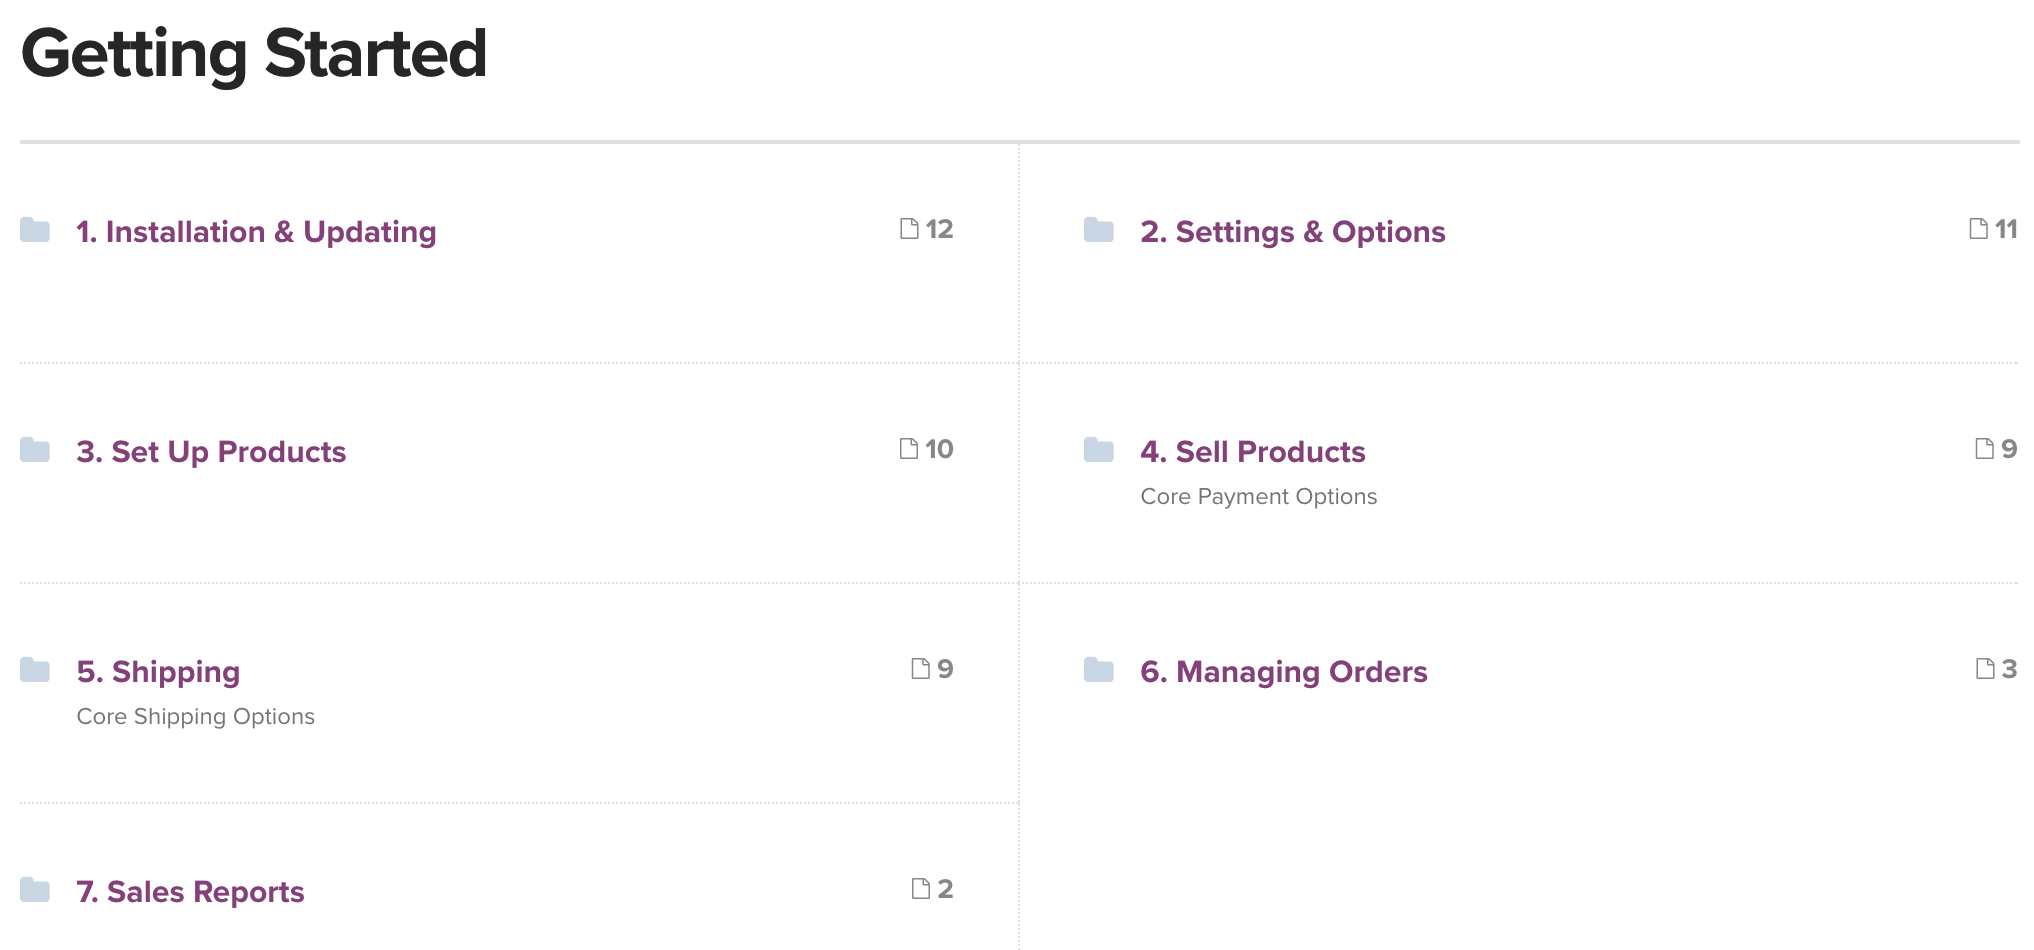 Getting Started
1. Installation & Updating 12
2. Settings & Options 11
3. Set Up Products 10
4. Sell Products 9
Core Payment Options
5. Shipping 9
Core Shipping Options
6. Managing Orders 3
7. Sales Reports 2